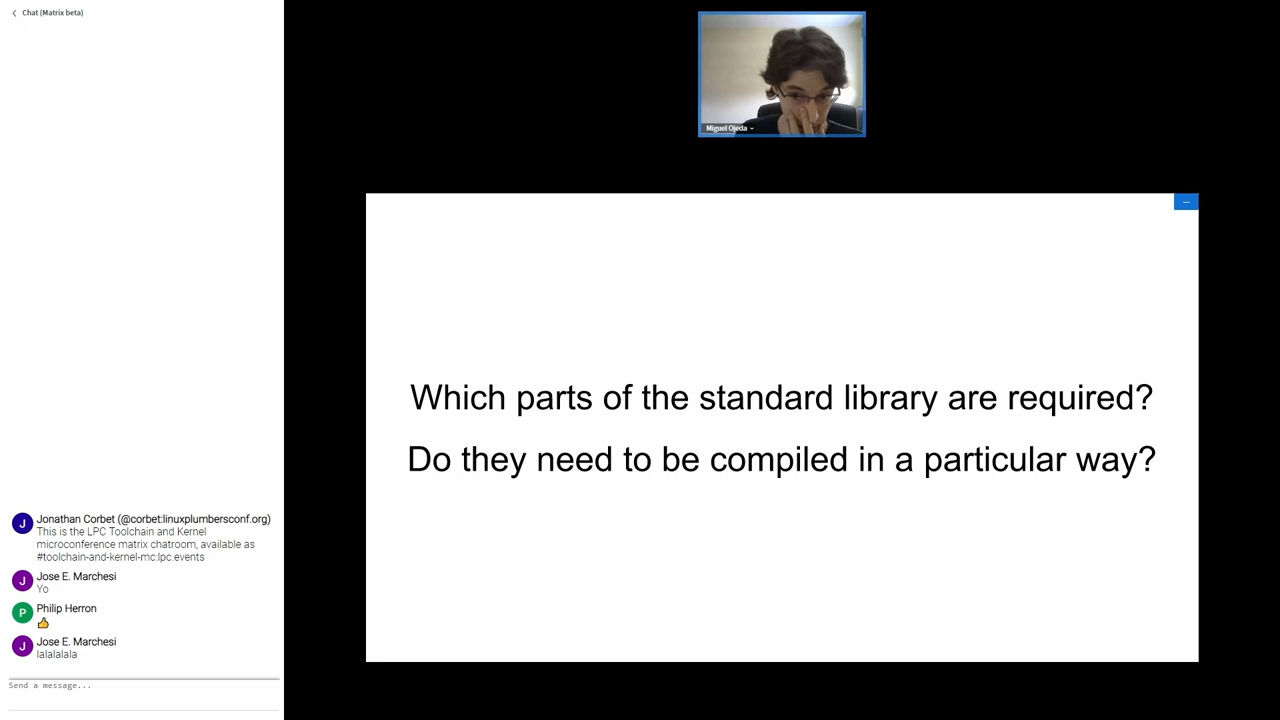 Chat (Matrix beta)
Miguel Ojeda
Which parts of the standard library are required?
Do they need to be compiled in a particular way?
J
Jonathan Corbet (@corbet:linuxplumbersconf.org)
This is the LPC Toolchain and Kernel
microconference matrix chatroom, available as
#toolchain-and-kernel-mc:lpc.events
J
Jose E. Marchesi
Yo
P
Philip Herron
👍
J
Jose E. Marchesi
lalalalala
Send a message...